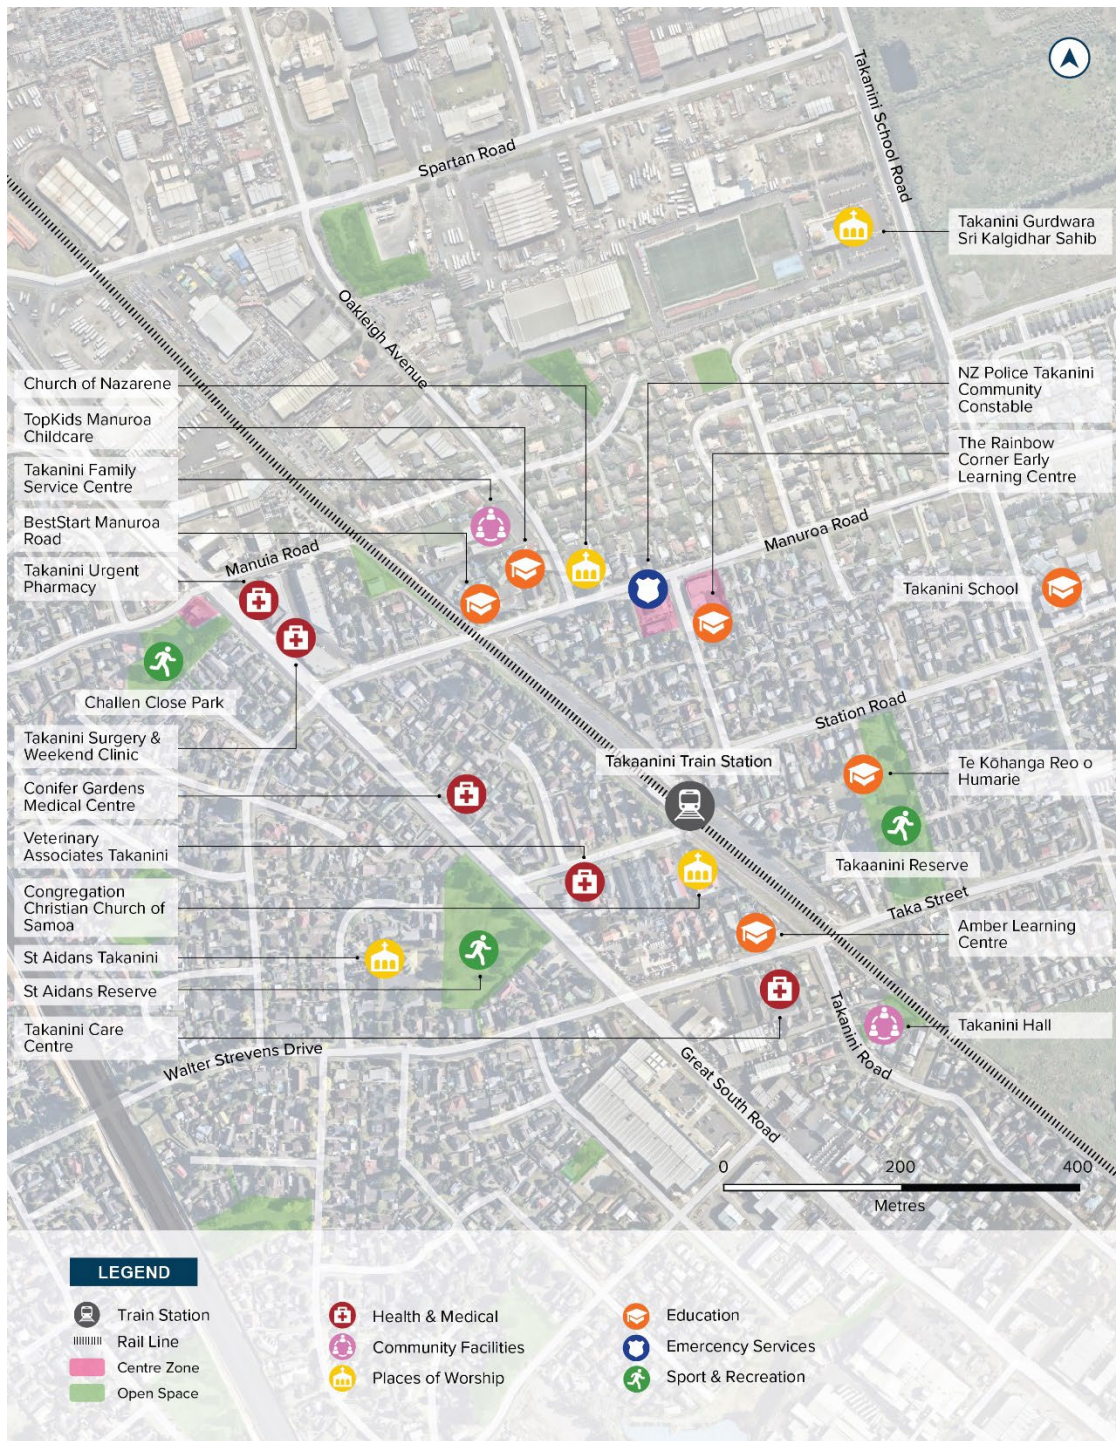 Takanini School Road
Spartan Road
Takanini Gurdwara
Sri Kalgidhar Sahib
Oakleigh Avenue
Church of Nazarene
TopKids Manuroa
Childcare
Takanini Family
Service Centre
BestStart Manuroa
Road
Takanini Urgent
Pharmacy
NZ Police Takanini
Community
Constable
The Rainbow
Corner Early
Learning Centre
Manuroa Road
Manuia Road
Takanini School
Challen Close Park
Station Road
Takanini Surgery &
Weekend Clinic
Takaanini Train Station
Te Kōhanga Reo o
Humarie
Conifer Gardens
Medical Centre
Veterinary
Associates Takanini
Takaanini Reserve
Congregation
Christian Church of
Samoa
Taka Street
Amber Learning
Centre
St Aidans Takanini
St Aidans Reserve
Takanini Care
Centre
Takanini Hall
Takanini Road
Walter Strevens Drive
Great South Road
0 200 400
Metres
LEGEND
Train Station
Rail Line
Centre Zone
Open Space
Health & Medical
Community Facilities
Places of Worship
Education
Emercency Services
Sport & Recreation